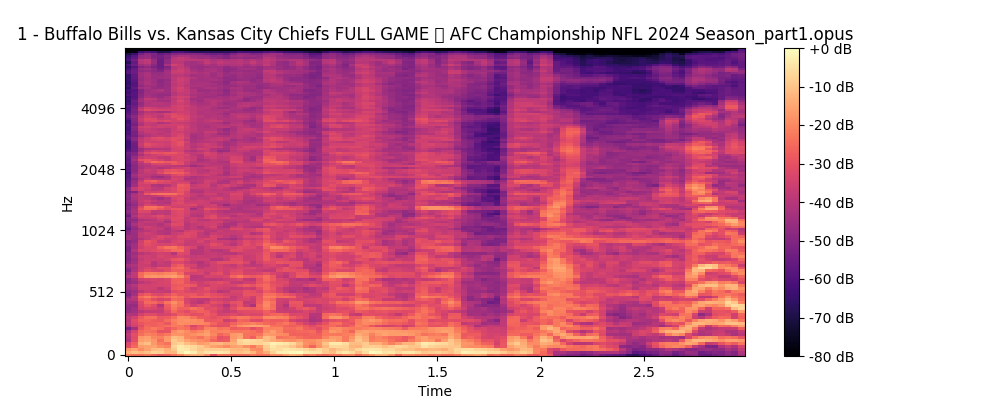 1 - Buffalo Bills vs. Kansas City Chiefs FULL GAME ▯ AFC Championship NFL 2024 Season_part1.opus
+0 dB
-10 dB
-20 dB
-30 dB
-40 dB
-50 dB
-60 dB
-70 dB
-80 dB
Hz
4096
2048
1024
512
0
0
0.5
1
1.5
2
2.5
Time